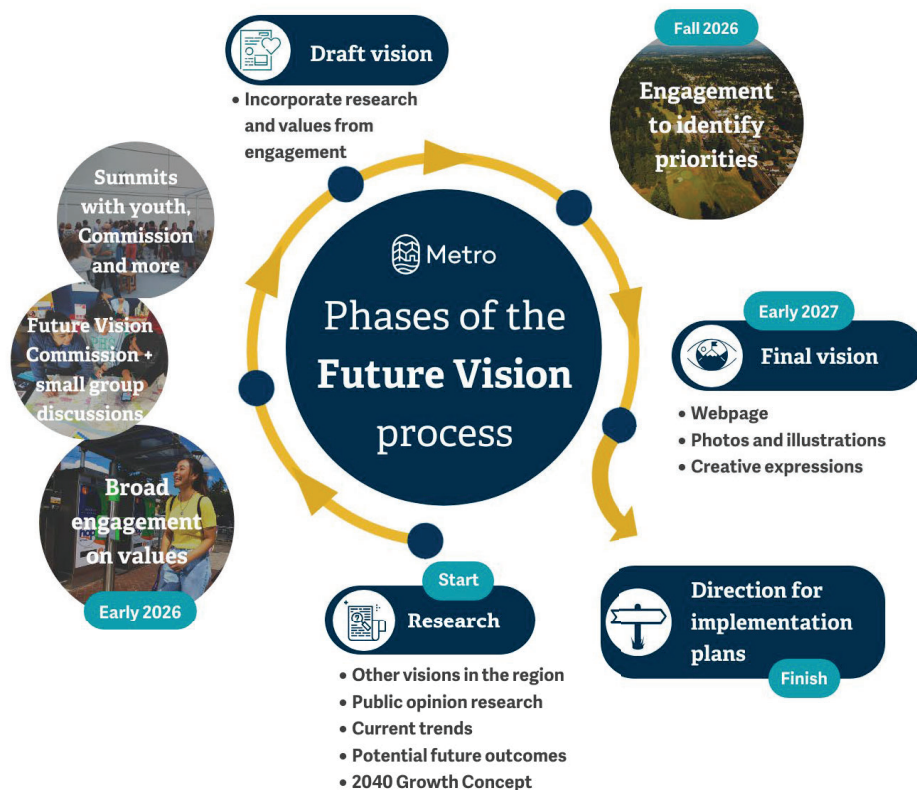 Metro
Phases of the
Future Vision
process
Start
Research
• Other visions in the region
• Public opinion research
• Current trends
• Potential future outcomes
• 2040 Growth Concept
Broad
engagement
on values
Early 2026
Future Vision
Commission +
small group
discussions
Summits
with youth,
Commission
and more
Draft vision
• Incorporate research
and values from
engagement
Fall 2026
Engagement
to identify
priorities
Early 2027
Final vision
• Webpage
• Photos and illustrations
• Creative expressions
Direction for
implementation
plans
Finish